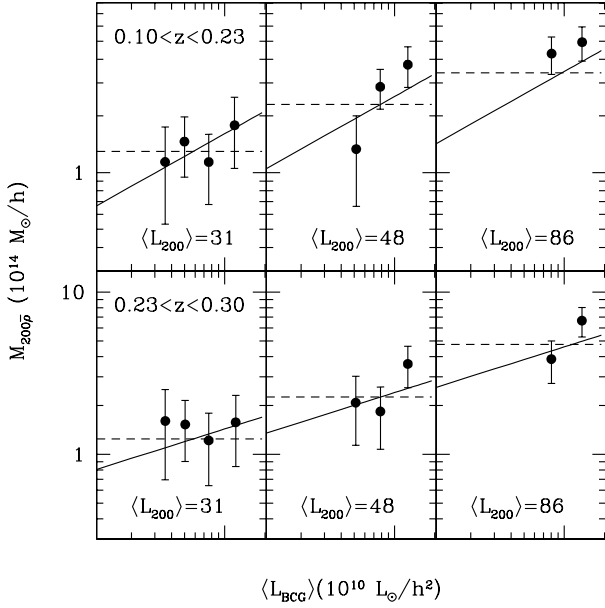 0.10<z<0.23
1
⟨L₂₀₀⟩=31
⟨L₂₀₀⟩=48
⟨L₂₀₀⟩=86
M₂₀₀ρ̄ (10¹⁴ M⊙/h)
10
0.23<z<0.30
1
⟨L₂₀₀⟩=31
⟨L₂₀₀⟩=48
⟨L₂₀₀⟩=86
⟨L_BCG⟩(10¹⁰ L⊙/h²)